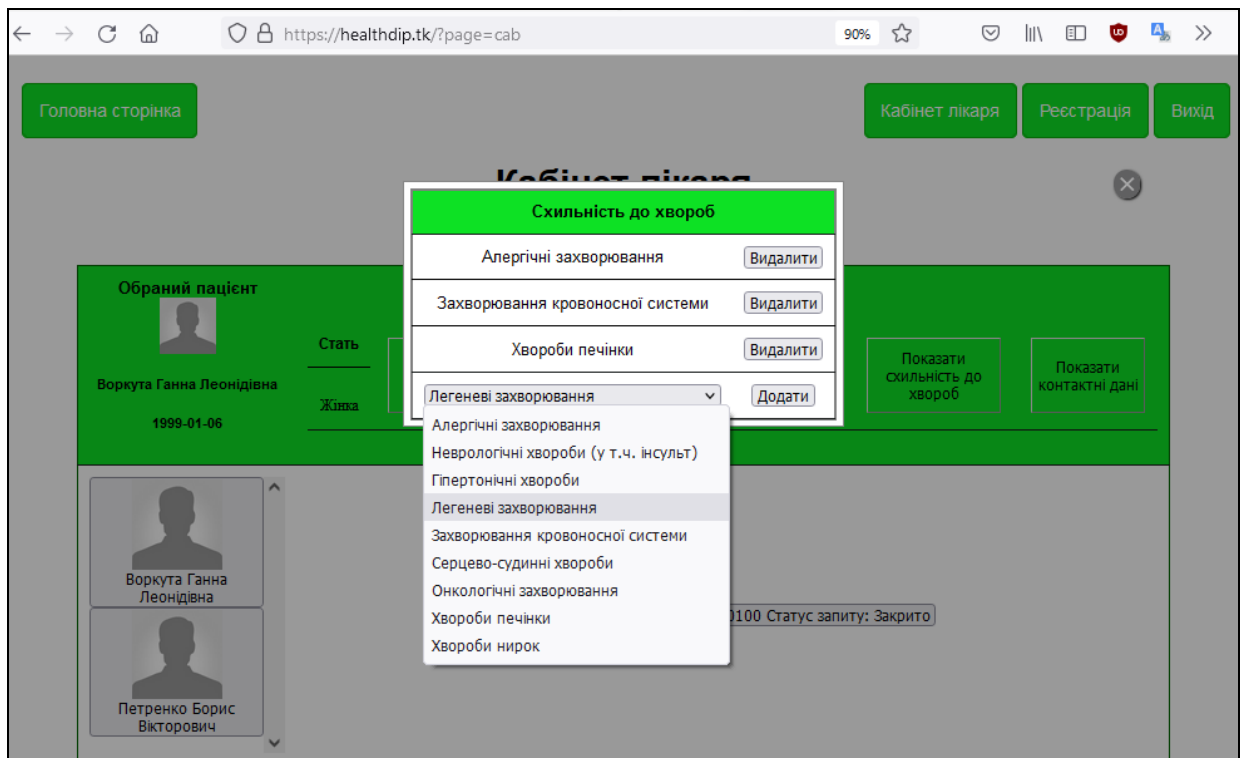 https://healthdip.tk/?page=cab
90%
Головна сторінка
Кабінет лікаря
Реєстрація
Вихід
Кабінет лікаря
Схильність до хвороб
Алергічні захворювання
Видалити
Захворювання кровоносної системи
Видалити
Хвороби печінки
Видалити
Легеневі захворювання
Додати
Алергічні захворювання
Неврологічні хвороби (у т.ч. інсульт)
Гіпертонічні хвороби
Легеневі захворювання
Захворювання кровоносної системи
Серцево-судинні хвороби
Онкологічні захворювання
Хвороби печінки
Хвороби нирок
Обраний пацієнт
Воркута Ганна Леонідівна
1999-01-06
Стать
Жінка
Показати
схильність до
хвороб
Показати
контактні дані
Воркута Ганна
Леонідівна
Петренко Борис
Вікторович
0100 Статус запиту: Закрито